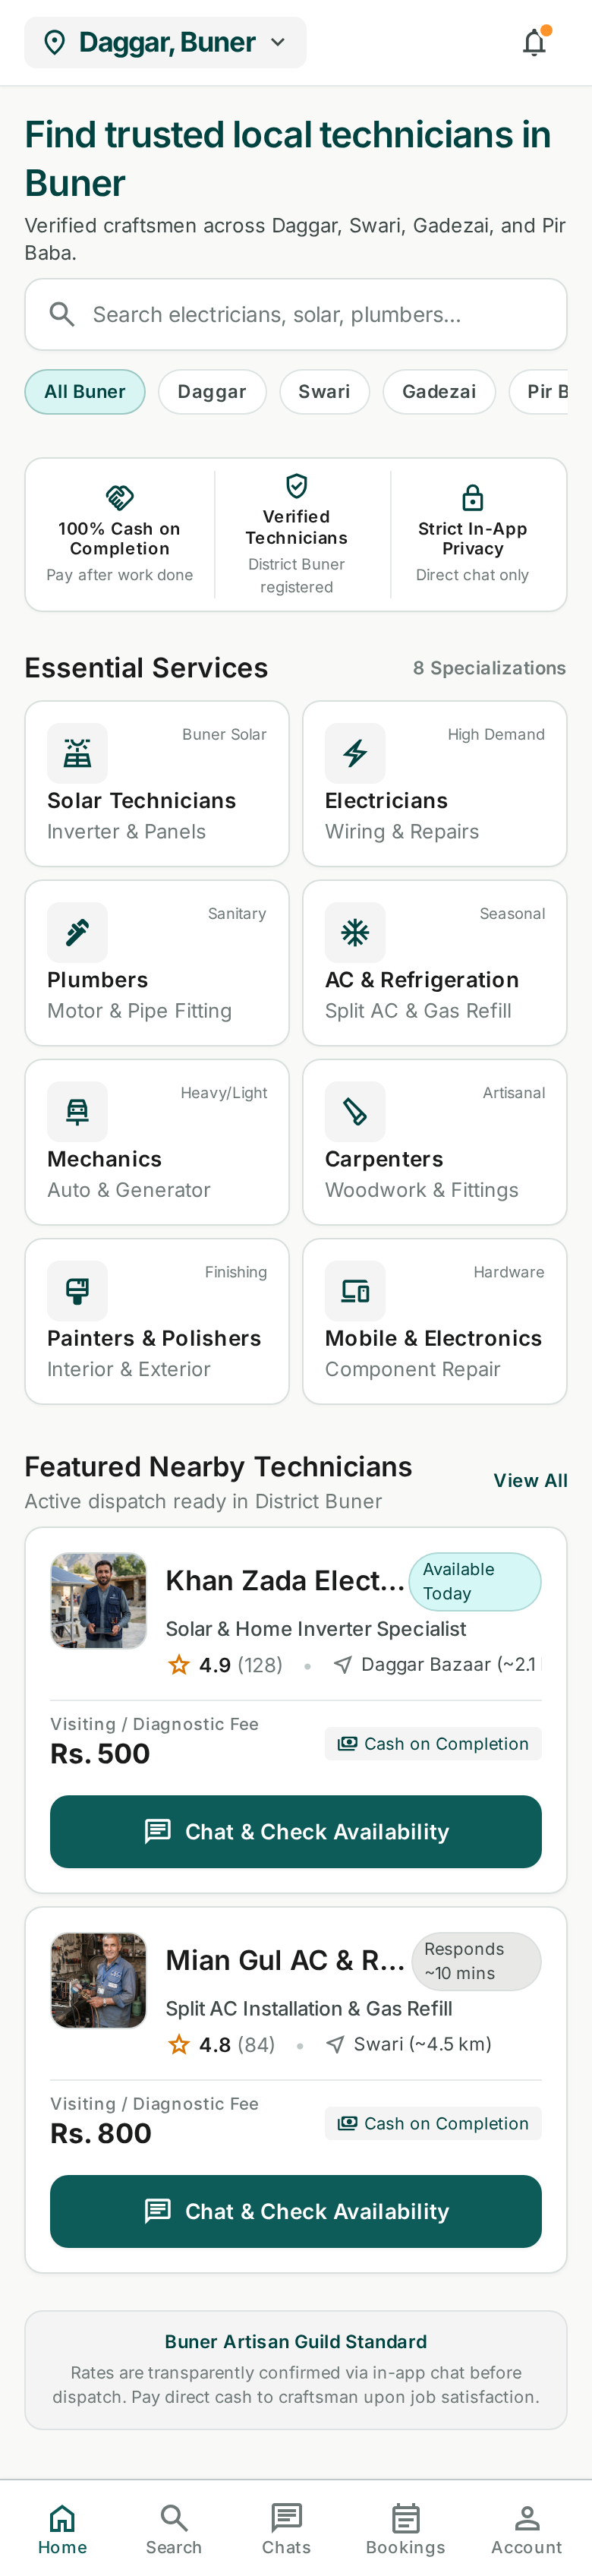 Daggar, Buner
Find trusted local technicians in
Buner
Verified craftsmen across Daggar, Swari, Gadezai, and Pir
Baba.
Search electricians, solar, plumbers...
All Buner
Daggar
Swari
Gadezai
Pir B
100% Cash on
Completion
Pay after work done
Verified
Technicians
District Buner
registered
Strict In-App
Privacy
Direct chat only
Essential Services
8 Specializations
Buner Solar
Solar Technicians
Inverter & Panels
High Demand
Electricians
Wiring & Repairs
Sanitary
Plumbers
Motor & Pipe Fitting
Seasonal
AC & Refrigeration
Split AC & Gas Refill
Heavy/Light
Mechanics
Auto & Generator
Artisanal
Carpenters
Woodwork & Fittings
Finishing
Painters & Polishers
Interior & Exterior
Hardware
Mobile & Electronics
Component Repair
Featured Nearby Technicians
Active dispatch ready in District Buner
View All
Khan Zada Elect...
Available
Today
Solar & Home Inverter Specialist
4.9 (128) • Daggar Bazaar (~2.1
Visiting / Diagnostic Fee
Rs. 500
Cash on Completion
Chat & Check Availability
Mian Gul AC & R...
Responds
~10 mins
Split AC Installation & Gas Refill
4.8 (84) • Swari (~4.5 km)
Visiting / Diagnostic Fee
Rs. 800
Cash on Completion
Chat & Check Availability
Buner Artisan Guild Standard
Rates are transparently confirmed via in-app chat before
dispatch. Pay direct cash to craftsman upon job satisfaction.
Home
Search
Chats
Bookings
Account